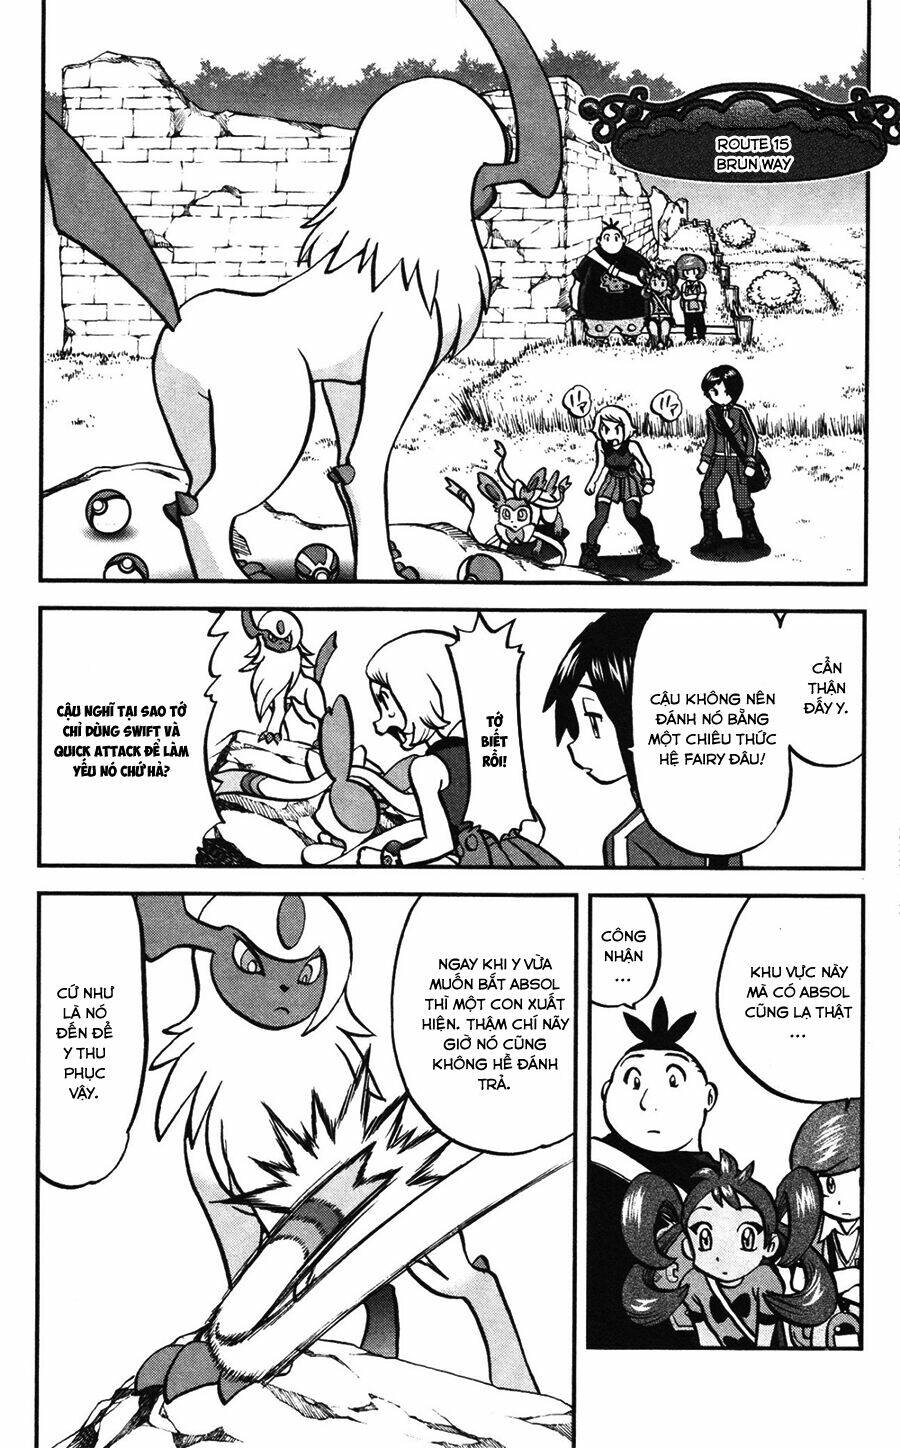 ROUTE 15
BRUN WAY
CẨN
THẬN
ĐẤY Y.
CẬU KHÔNG NÊN
ĐÁNH NÓ BẰNG
MỘT CHIÊU THỨC
HỆ FAIRY ĐÂU!
TỚ
BIẾT
RỒI!
CẬU NGHĨ TẠI SAO TỚ
CHỈ DÙNG SWIFT VÀ
QUICK ATTACK ĐỂ LÀM
YẾU NÓ CHỨ HẢ?
KHU VỰC NÀY
MÀ CÓ ABSOL
CŨNG LẠ THẬT
...
CÔNG
NHẬN
...
NGAY KHI Y VỪA
MUỐN BẮT ABSOL
THÌ MỘT CON XUẤT
HIỆN. THẬM CHÍ NÃY
GIỜ NÓ CŨNG
KHÔNG HỀ ĐÁNH
TRẢ.
CỨ NHƯ
LÀ NÓ
ĐẾN ĐỂ
Y THU
PHỤC
VẬY.